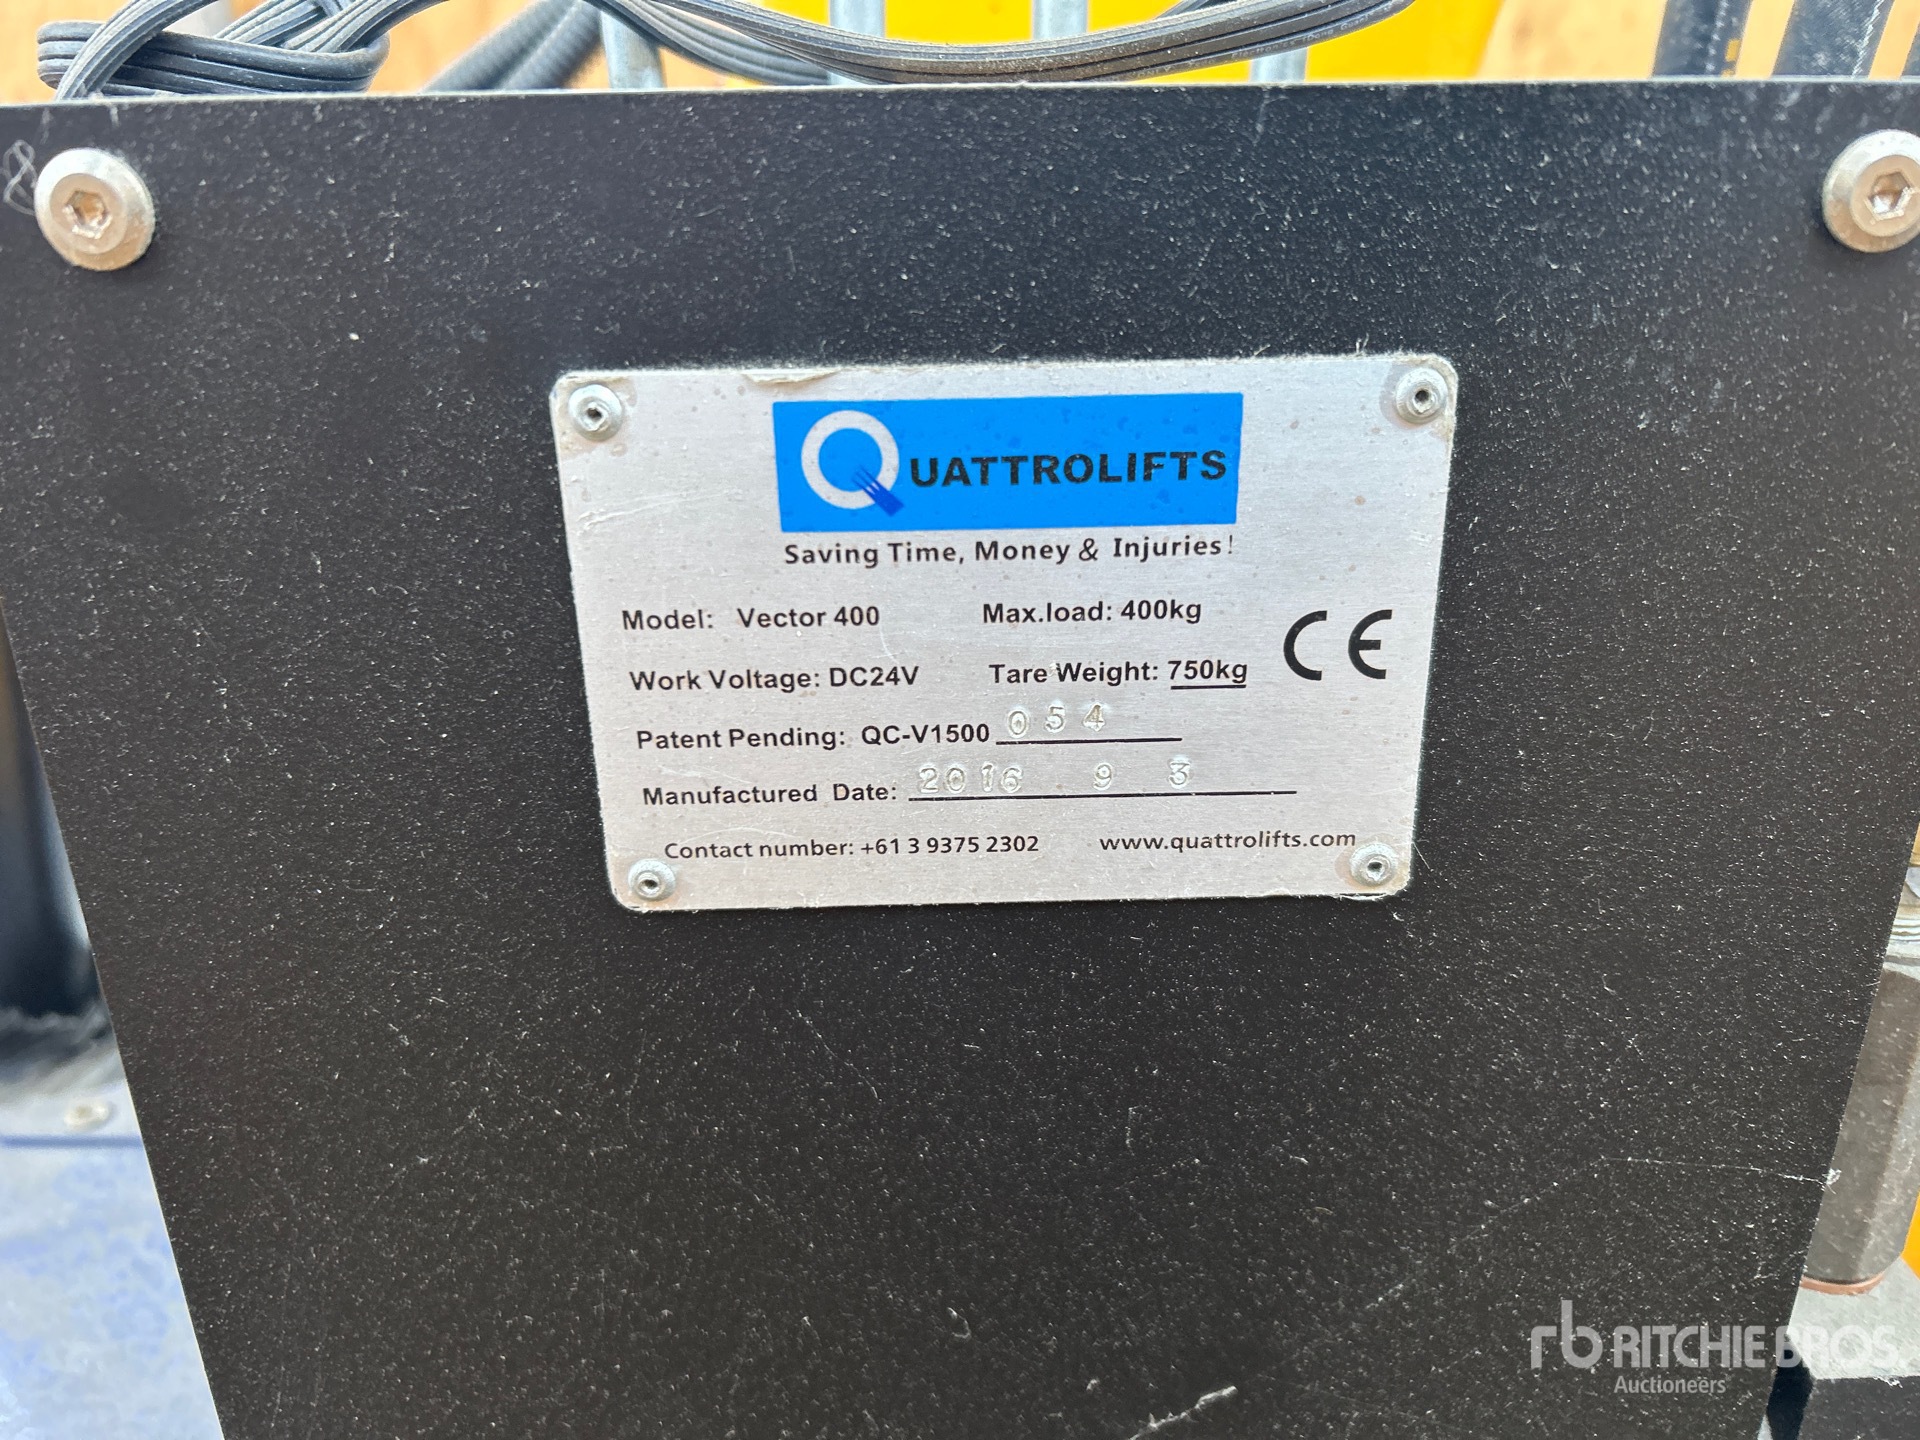 QUATTROLIFTS
Saving Time, Money & Injuries!
Model: Vector 400 Max.load: 400kg
Work Voltage: DC24V Tare Weight: 750kg
CE
Patent Pending: QC-V1500 054
Manufactured Date: 2016 9 3
Contact number: +61 3 9375 2302 www.quattrolifts.com
rb RITCHIE BROS.
Auctioneers